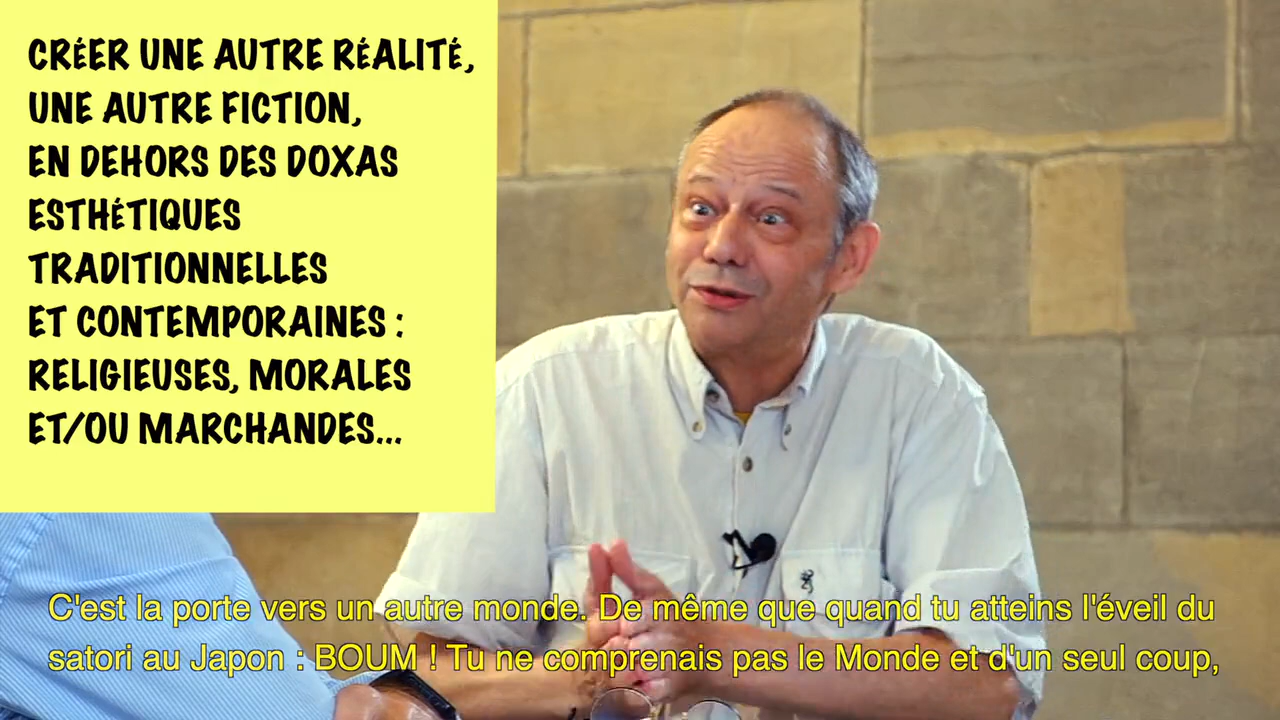 CRÉER UNE AUTRE RÉALITÉ,
UNE AUTRE FICTION,
EN DEHORS DES DOXAS
ESTHÉTIQUES
TRADITIONNELLES
ET CONTEMPORAINES :
RELIGIEUSES, MORALES
ET/OU MARCHANDES...
C'est la porte vers un autre monde. De même que quand tu atteins l'éveil du
satori au Japon : BOUM ! Tu ne comprenais pas le Monde et d'un seul coup,